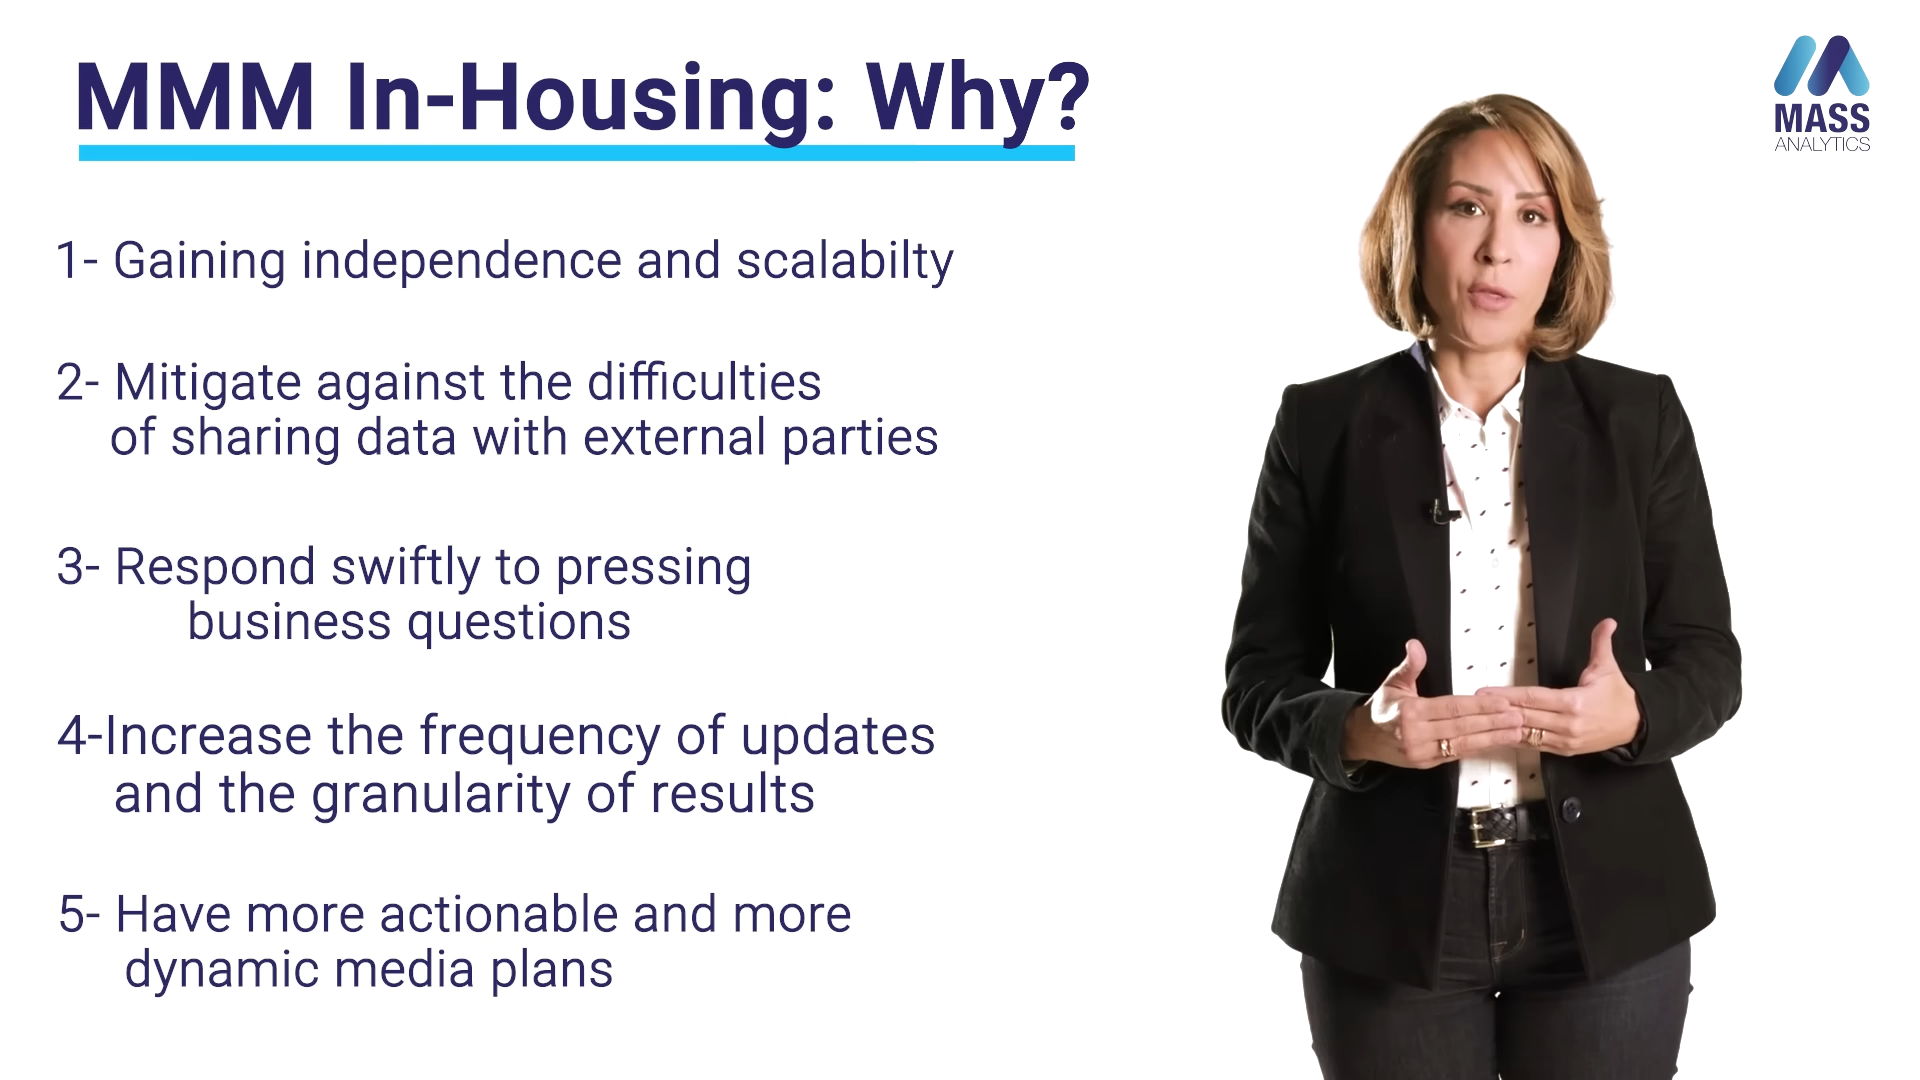 MMM In-Housing: Why?
MASS
ANALYTICS
1- Gaining independence and scalabilty
2- Mitigate against the difficulties
of sharing data with external parties
3- Respond swiftly to pressing
business questions
4-Increase the frequency of updates
and the granularity of results
5- Have more actionable and more
dynamic media plans